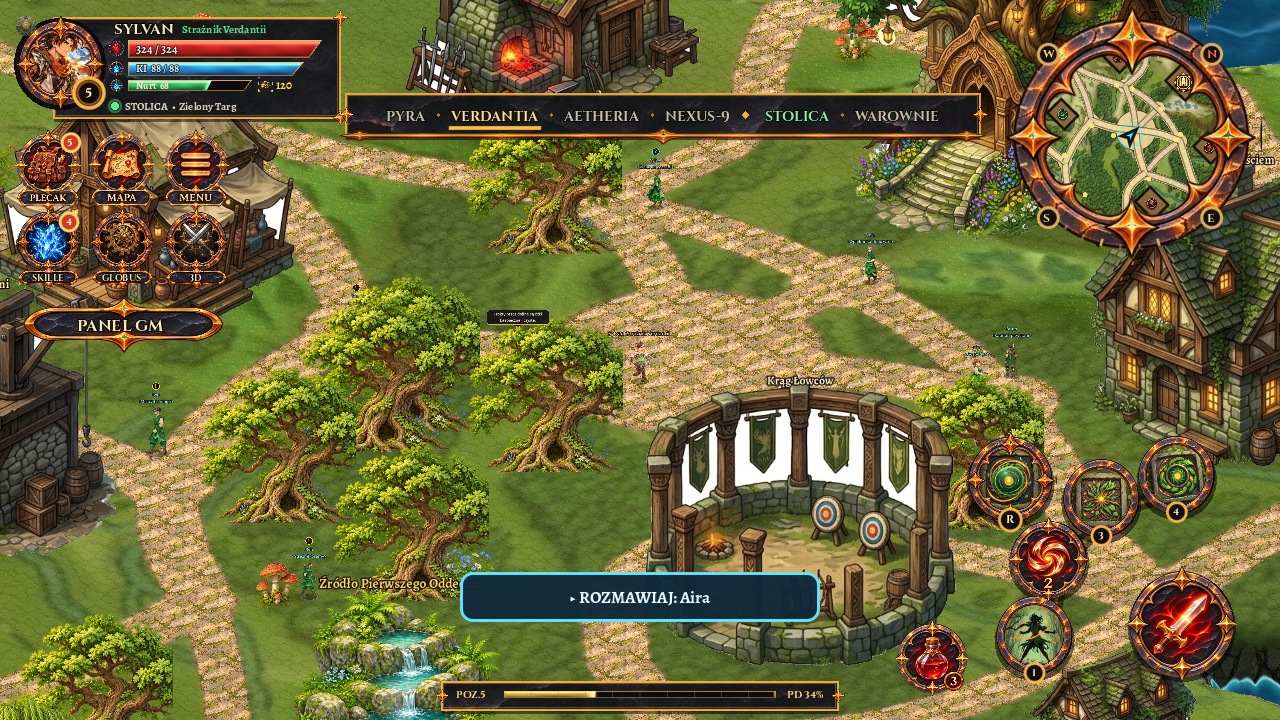 SYLVAN Strażnik Verdantii
324 / 324
KI 88 / 88
Nurt 68
120
5
STOLICA • Zielony Targ
PYRA • VERDANTIA • AETHERIA • NEXUS-9 ◆ STOLICA • WAROWNIE
W
N
S
E
5
PLECAK
MAPA
MENU
4
SKILLE
GLOBUS
3D
PANEL GM
Krąg Łowców
Źródło Pierwszego Odde
▸ ROZMAWIAJ: Aira
R
3
4
2
1
3
POZ.5
PD 34%